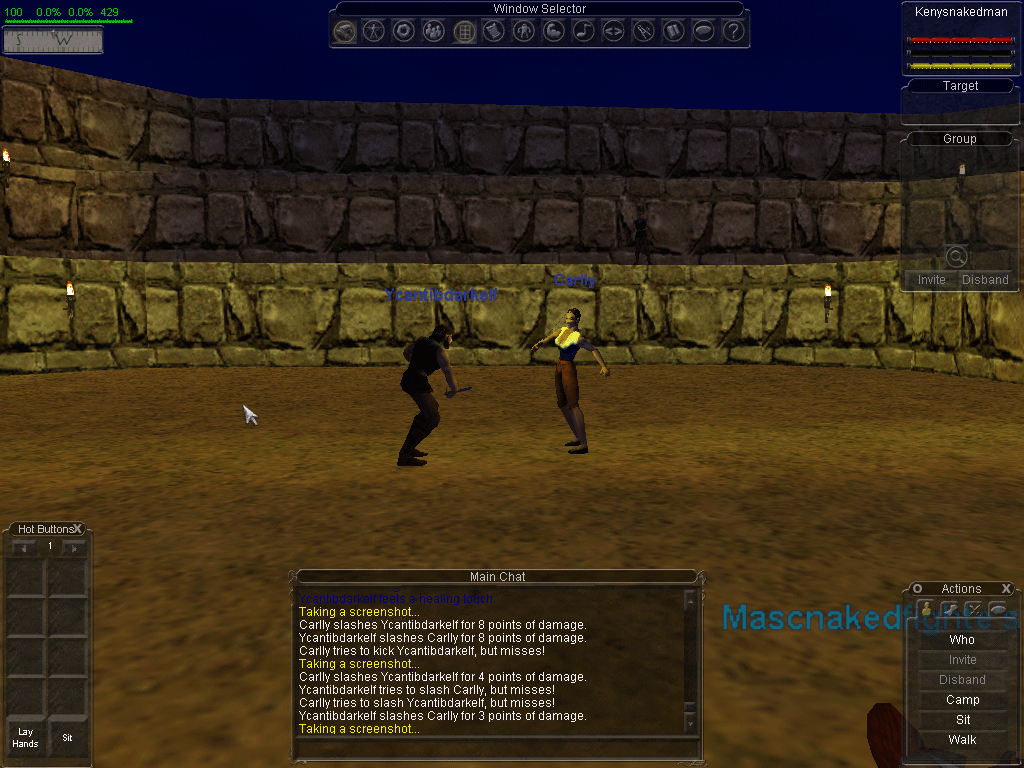 100 0.0% 0.0% 429
S W
Window Selector
Kenysnakedman
Target
Group
Invite Disband
Ycantibdarkelf
Carlly
Hot Buttons X
1
Lay Hands
Sit
Main Chat
Ycantibdarkelf feels a healing touch.
Taking a screenshot...
Carlly slashes Ycantibdarkelf for 8 points of damage.
Ycantibdarkelf slashes Carlly for 8 points of damage.
Carlly tries to kick Ycantibdarkelf, but misses!
Taking a screenshot...
Carlly slashes Ycantibdarkelf for 4 points of damage.
Ycantibdarkelf tries to slash Carlly, but misses!
Carlly tries to slash Ycantibdarkelf, but misses!
Ycantibdarkelf slashes Carlly for 3 points of damage.
Taking a screenshot...
Actions X
Who
Invite
Disband
Camp
Sit
Walk